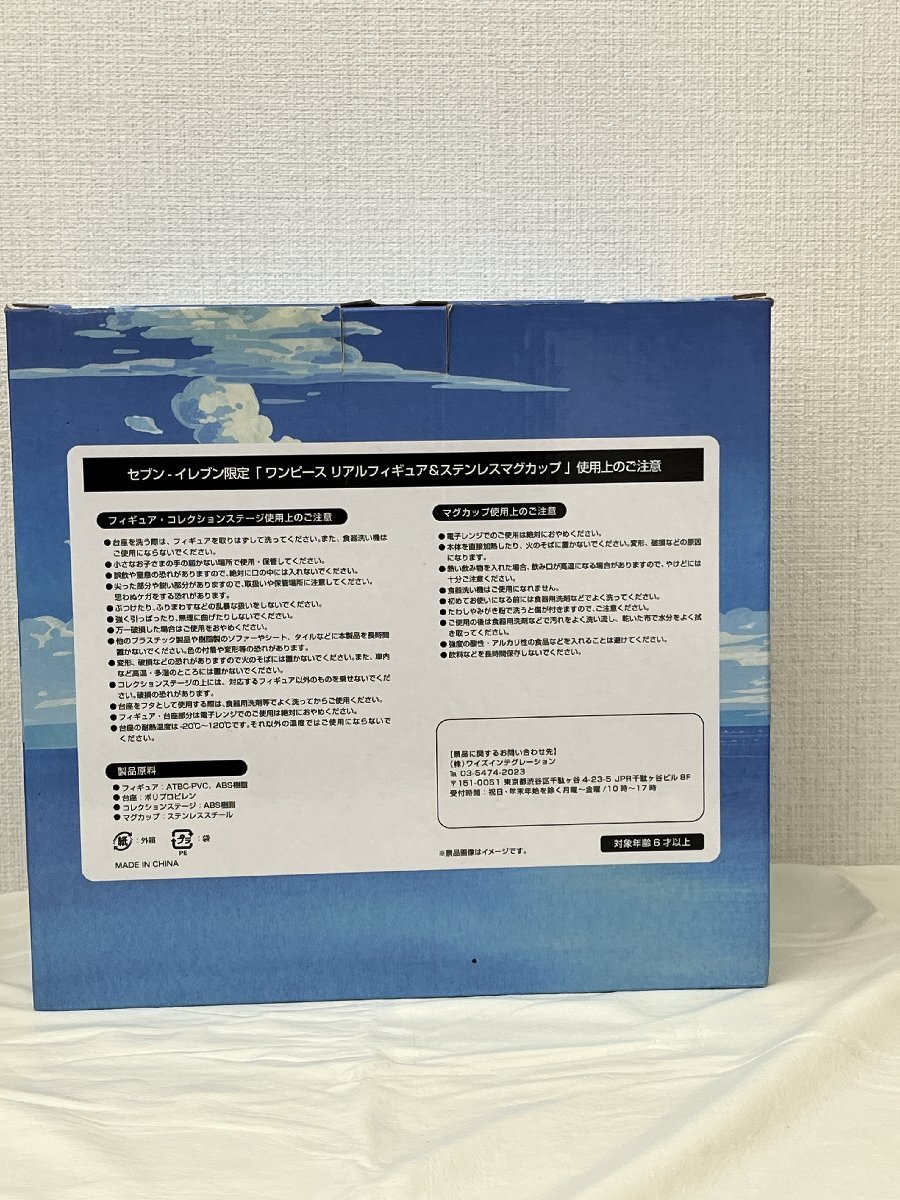 セブン-イレブン限定「ワンピース リアルフィギュア&ステンレスマグカップ」使用上のご注意
フィギュア・コレクションステージ使用上のご注意
●台座を洗う際は、フィギュアを取りはずして洗ってください。また、食器洗い機は
ご使用にならないでください。
●小さなお子さまの手の届かない場所で使用・保管してください。
●誤飲や窒息の恐れがありますので、絶対に口の中には入れないでください。
●尖った部分や鋭い部分がありますので、取扱いや保管場所に注意してください。
思わぬケガをする恐れがあります。
●ぶつけたり、ふりまわすなどの乱暴な扱いをしないでください。
●強く引っぱったり、無理に曲げたりしないでください。
●万一破損した場合はご使用をおやめください。
●他のプラスチック製品や樹脂製のソファーやシート、タイルなどに本製品を長時間
置かないでください。色の付着や変形等の恐れがあります。
●変形、破損などの恐れがありますので火のそばには置かないでください。また、車内
など高温・多湿のところには置かないでください。
●コレクションステージの上には、対応するフィギュア以外のものを乗せないでくだ
さい。破損の恐れがあります。
●台座をフタとして使用する際は、食器用洗剤等でよく洗ってからご使用ください。
●フィギュア・台座部分は電子レンジでのご使用は絶対におやめください。
●台座の耐熱温度は-20℃~120℃です。それ以外の温度ではご使用にならないで
ください。
製品原料
●フィギュア:ATBC-PVC、ABS樹脂
●台座:ポリプロピレン
●コレクションステージ:ABS樹脂
●マグカップ:ステンレススチール
紙:外箱 プラ:袋
PE
MADE IN CHINA
マグカップ使用上のご注意
●電子レンジでのご使用は絶対におやめください。
●本体を直接加熱したり、火のそばに置かないでください。変形、破損などの原因
になります。
●熱い飲み物を入れた場合、飲み口が高温になる場合がありますので、やけどには
十分ご注意ください。
●食器洗い機はご使用になれません。
●初めてお使いになる前には食器用洗剤などでよく洗ってください。
●たわしやみがき粉で洗うと傷が付きますので、ご注意ください。
●ご使用の後は食器用洗剤などで汚れをよく洗い流し、乾いた布で水分をよく拭
き取ってください。
●強度の酸性・アルカリ性の食品などを入れることは避けてください。
●飲料などを長時間保存しないでください。
【景品に関するお問い合わせ先】
(株)ワイズインテグレーション
℡ 03-5474-2023
〒151-0051 東京都渋谷区千駄ヶ谷 4-23-5 JPR千駄ヶ谷ビル 8F
受付時間:祝日・年末年始を除く月曜~金曜/10時~17時
※景品画像はイメージです。
対象年齢6才以上